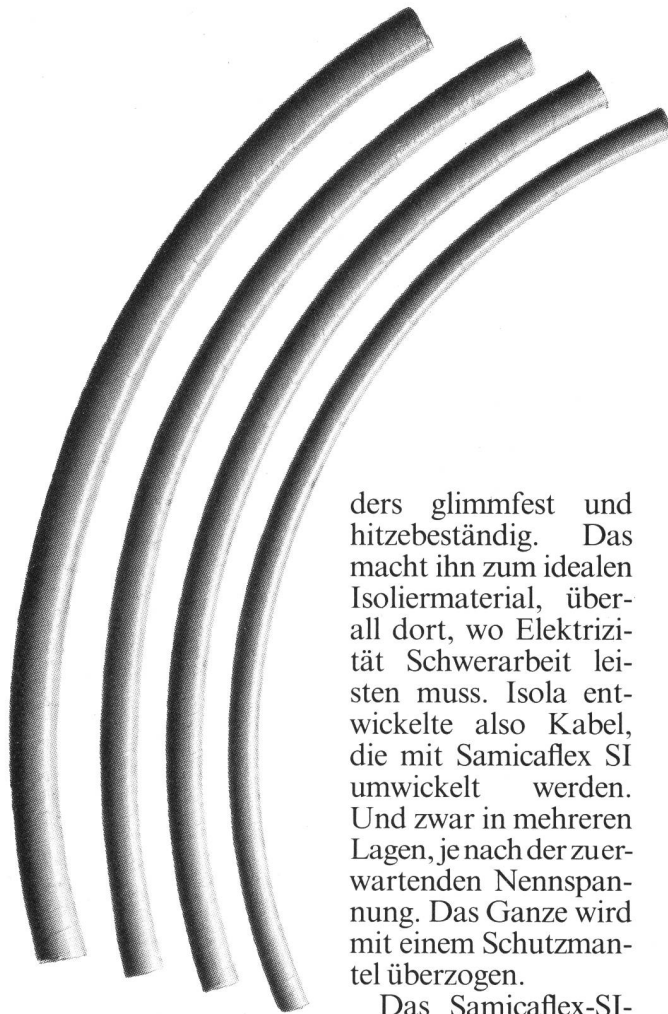 ders glimmfest und
hitzebeständig. Das
macht ihn zum idealen
Isoliermaterial, über-
all dort, wo Elektrizi-
tät Schwerarbeit lei-
sten muss. Isola ent-
wickelte also Kabel,
die mit Samicaflex SI
umwickelt werden.
Und zwar in mehreren
Lagen, je nach der zu er-
wartenden Nennspan-
nung. Das Ganze wird
mit einem Schutzman-
tel überzogen.
Das Samicaflex-SI-